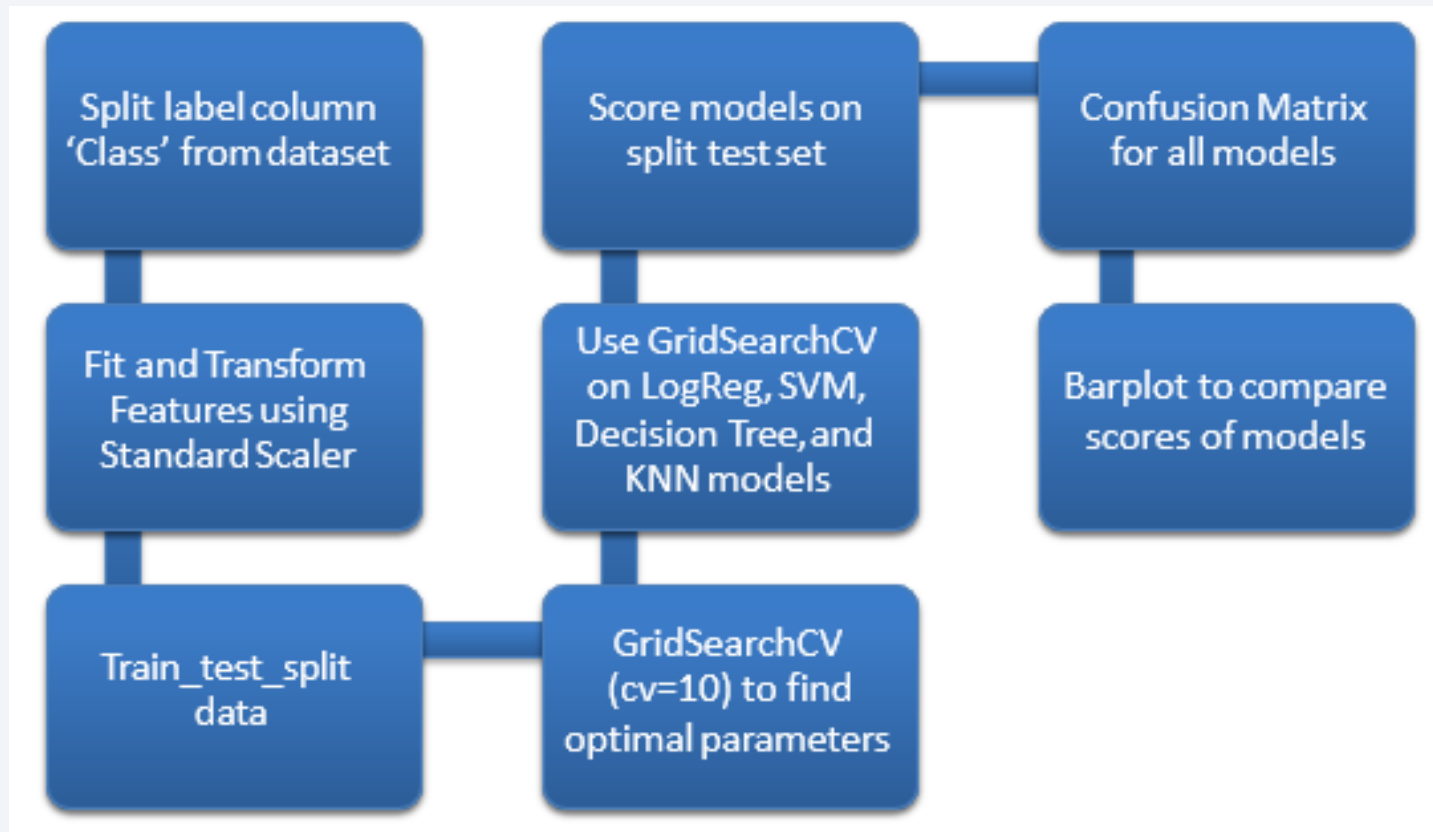 Split label column
‘Class’ from dataset
Fit and Transform
Features using
Standard Scaler
Train_test_split
data
GridSearchCV
(cv=10) to find
optimal parameters
Use GridSearchCV
on LogReg, SVM,
Decision Tree, and
KNN models
Score models on
split test set
Confusion Matrix
for all models
Barplot to compare
scores of models